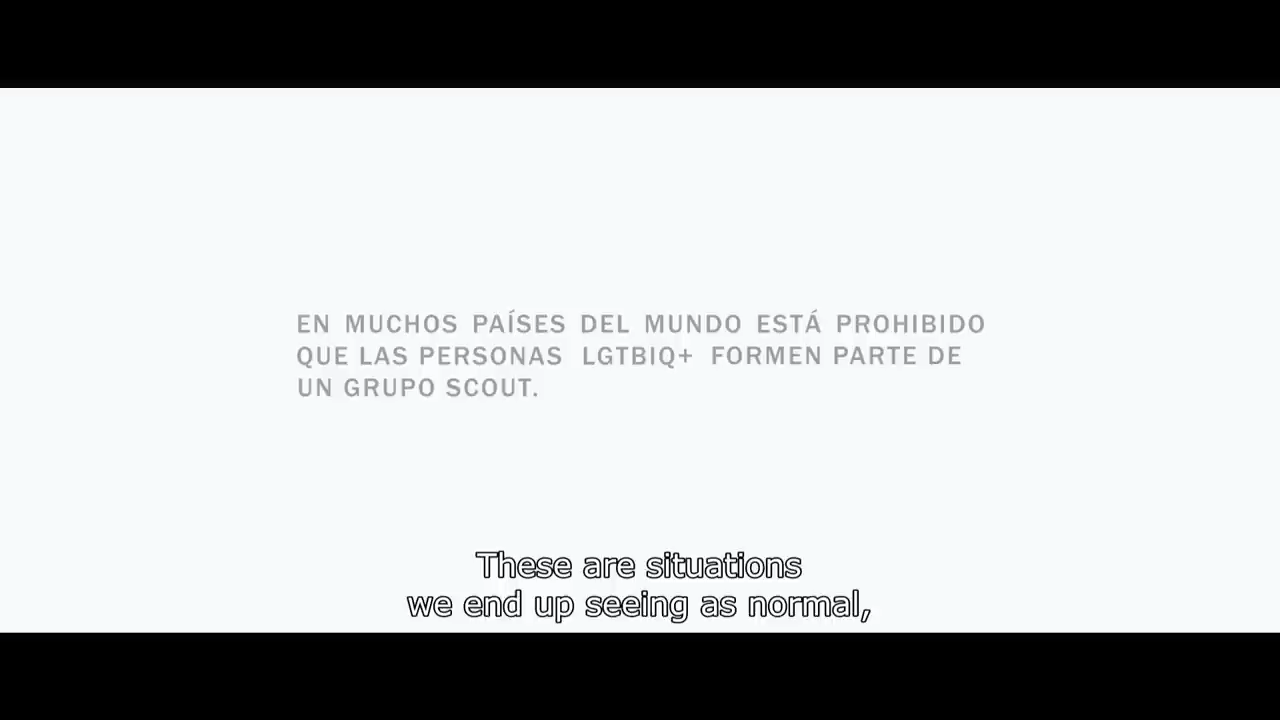 EN MUCHOS PAÍSES DEL MUNDO ESTÁ PROHIBIDO
QUE LAS PERSONAS LGTBIQ+ FORMEN PARTE DE
UN GRUPO SCOUT.
These are situations
we end up seeing as normal,